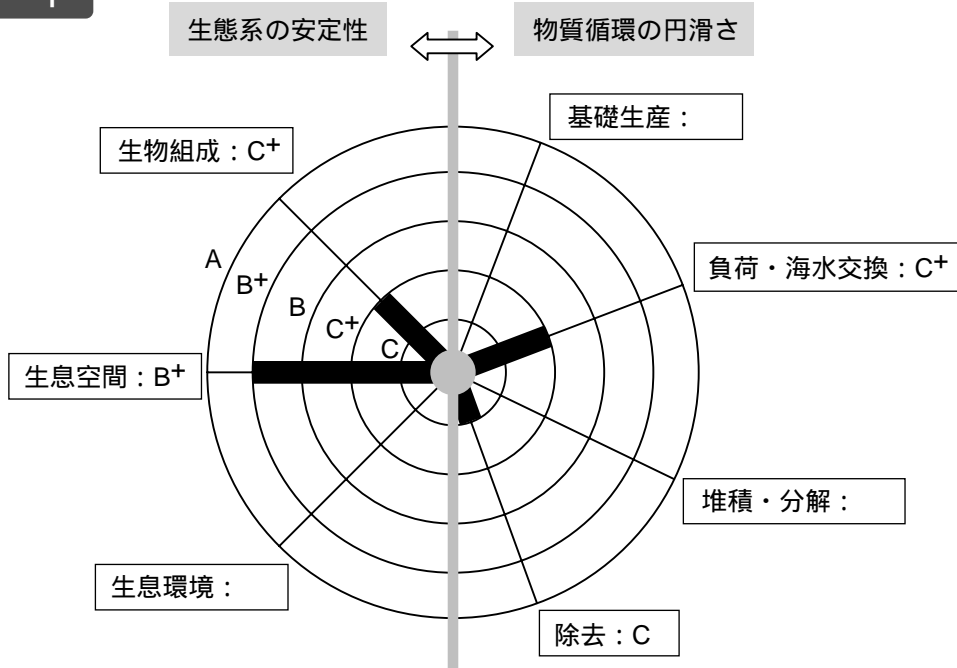 生態系の安定性
物質循環の円滑さ
基礎生産：
生物組成：C+
負荷・海水交換：C+
A
B+
B
C+
C
生息空間：B+
堆積・分解：
生息環境：
除去：C